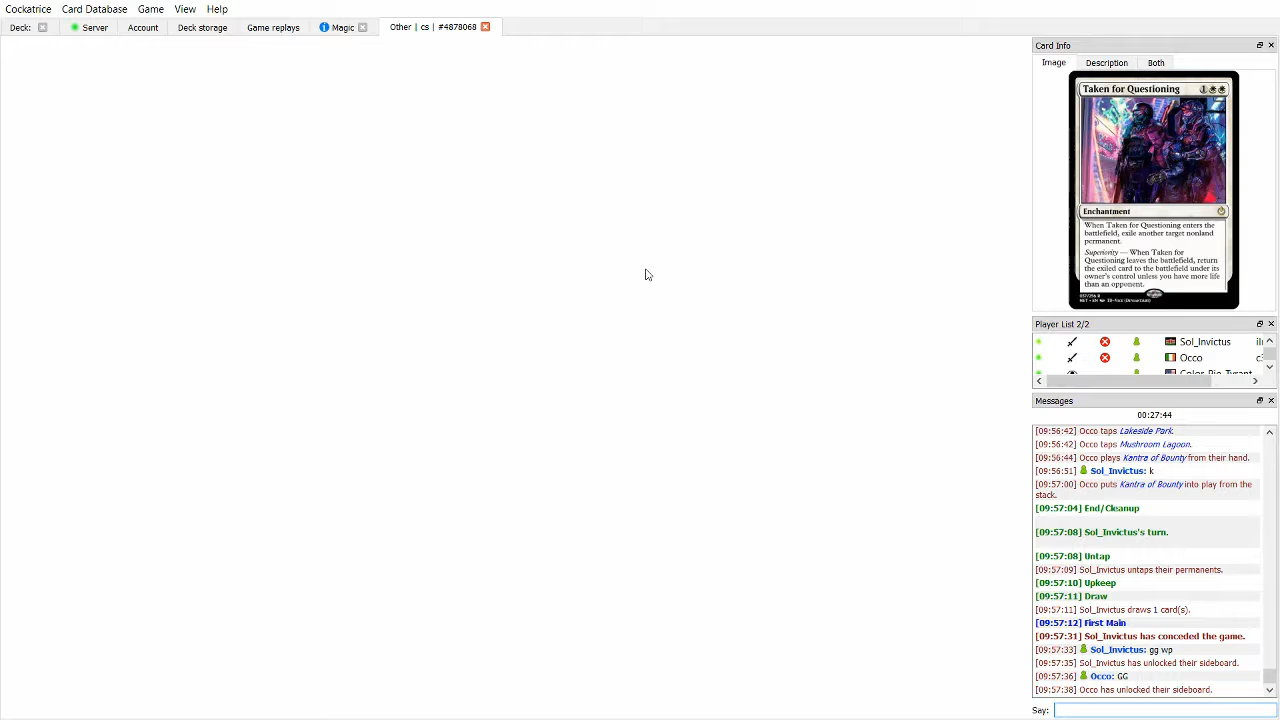 Cockatrice Card Database Game View Help
Deck: Server Account Deck storage Game replays Magic Other | cs | #4878068
Card Info
Image Description Both
Taken for Questioning
Enchantment
When Taken for Questioning enters the
battlefield, exile another target nonland
permanent.
Superiority — When Taken for
Questioning leaves the battlefield, return
the exiled card to the battlefield under its
owner's control unless you have more life
than an opponent.
Player List 2/2
Sol_Invictus
Occo
Color_Pie_Tyrant
Messages
00:27:44
[09:56:42] Occo taps Lakeside Park.
[09:56:42] Occo taps Mushroom Lagoon.
[09:56:44] Occo plays Kantra of Bounty from their hand.
[09:56:51] Sol_Invictus: k
[09:57:00] Occo puts Kantra of Bounty into play from the
stack.
[09:57:04] End/Cleanup
[09:57:08] Sol_Invictus's turn.
[09:57:08] Untap
[09:57:09] Sol_Invictus untaps their permanents.
[09:57:10] Upkeep
[09:57:11] Draw
[09:57:11] Sol_Invictus draws 1 card(s).
[09:57:12] First Main
[09:57:31] Sol_Invictus has conceded the game.
[09:57:33] Sol_Invictus: gg wp
[09:57:35] Sol_Invictus has unlocked their sideboard.
[09:57:36] Occo: GG
[09:57:38] Occo has unlocked their sideboard.
Say: